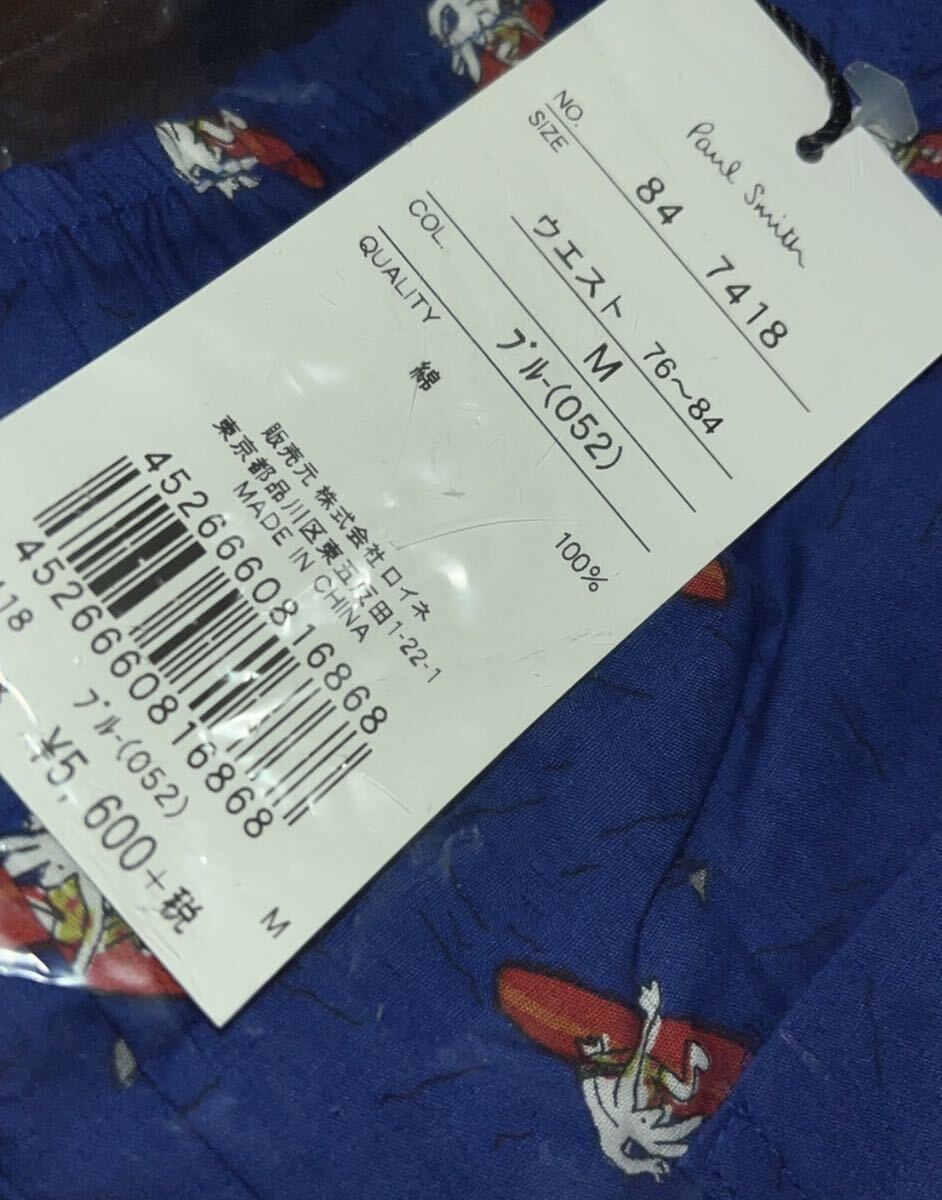 Paul Smith
NO. 84 7418
SIZE ウエスト 76〜84
M
COL. ﾌﾞﾙｰ(052)
QUALITY
綿 100%
販売元 株式会社ロイネ
東京都品川区東五反田1-22-1
MADE IN CHINA
4526660816868
4526660816868
18 ﾌﾞﾙｰ(052) M
¥5,600+税